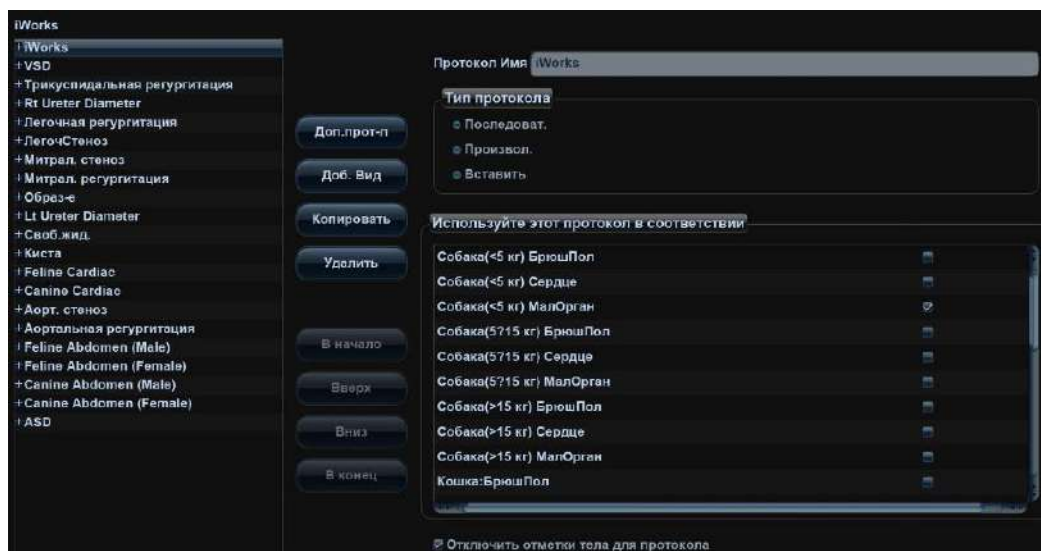 iWorks
+iWorks
+VSD
+Трикуспидальная регургитация
+Rt Ureter Diameter
+Легочная регургитация
+ЛегочСтеноз
+Митрал. стеноз
+Митрал. регургитация
+Образ-е
+Lt Ureter Diameter
+Своб.жид.
+Киста
+Feline Cardiac
+Canine Cardiac
+Аорт. стеноз
+Аортальная регургитация
+Feline Abdomen (Male)
+Feline Abdomen (Female)
+Canine Abdomen (Male)
+Canine Abdomen (Female)
+ASD
Доп.прот-л
Доб. Вид
Копировать
Удалить
В начало
Вверх
Вниз
В конец
Протокол Имя iWorks
Тип протокола
Последоват.
Произвол.
Вставить
Используйте этот протокол в соответствии
Собака(<5 кг) БрюшПол
Собака(<5 кг) Сердце
Собака(<5 кг) МалОрган
Собака(5?15 кг) БрюшПол
Собака(5?15 кг) Сердце
Собака(5?15 кг) МалОрган
Собака(>15 кг) БрюшПол
Собака(>15 кг) Сердце
Собака(>15 кг) МалОрган
Кошка:БрюшПол
Отключить отметки тела для протокола